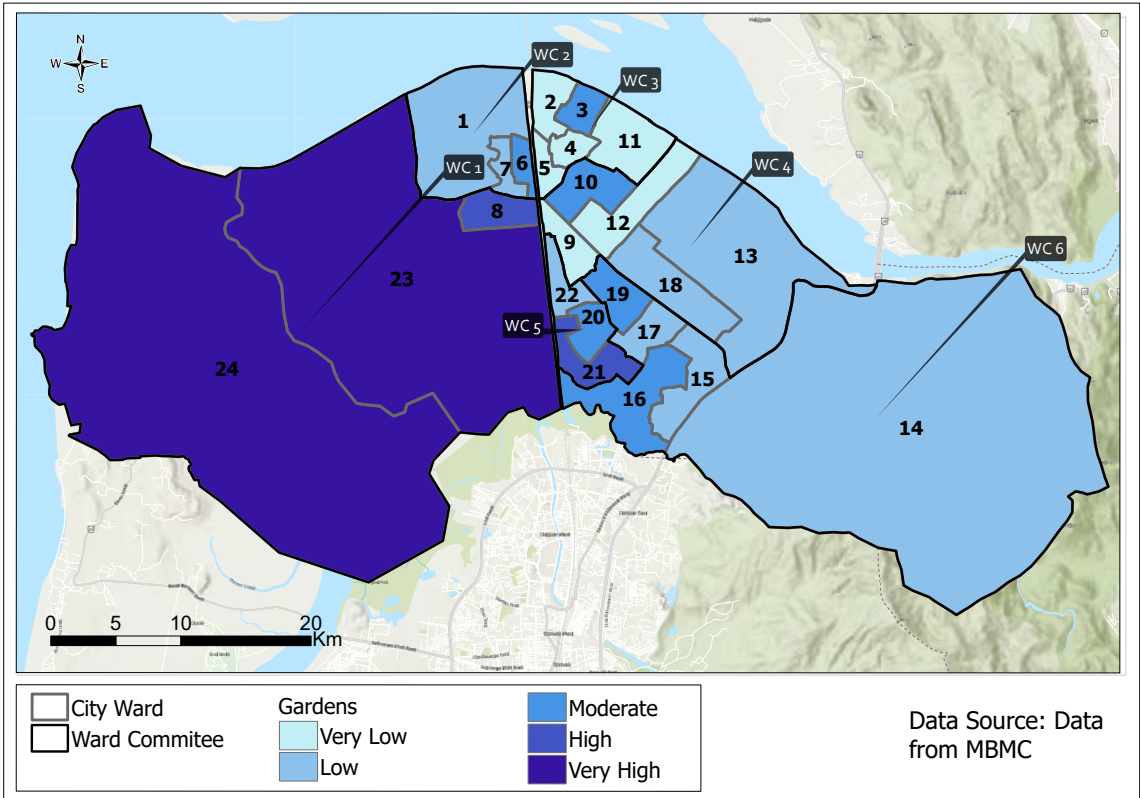 N
W E
S
WC 2
WC 3
1
2
3
4
11
7
6
5
WC 1
WC 4
10
8
12
9
13
WC 6
23
18
22
19
20
WC 5
17
24
21
15
16
14
0 5 10 20
Km
City Ward
Ward Commitee
Gardens
Very Low
Low
Moderate
High
Very High
Data Source: Data
from MBMC